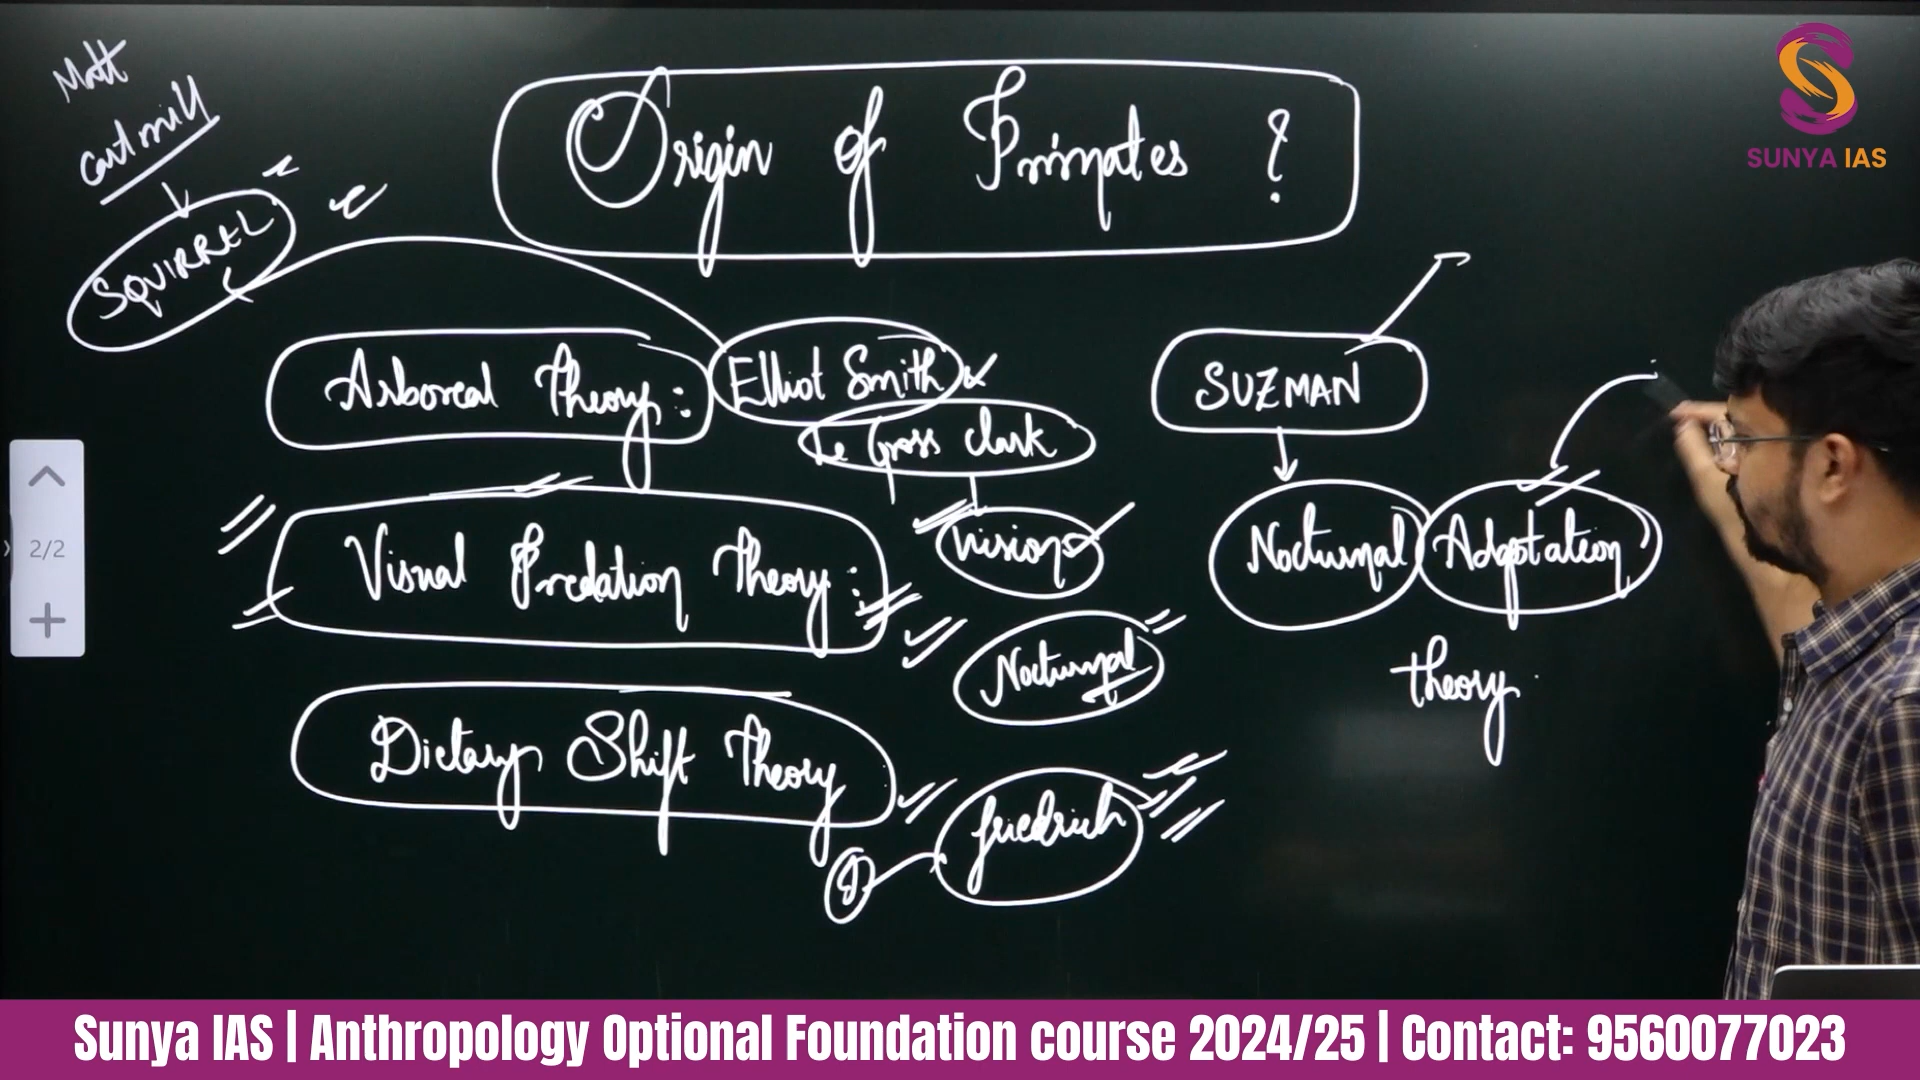 Matt
cartmill
SQUIRREL
Origin of Primates ?
Arboreal Theory :
Elliot Smith
Le Gross Clark
Vision
Visual Predation Theory :
Nocturnal
Dietary Shift Theory
friedrich
SUZMAN
Nocturnal Adaptation
theory.
2/2
SUNYA IAS
Sunya IAS | Anthropology Optional Foundation course 2024/25 | Contact: 9560077023